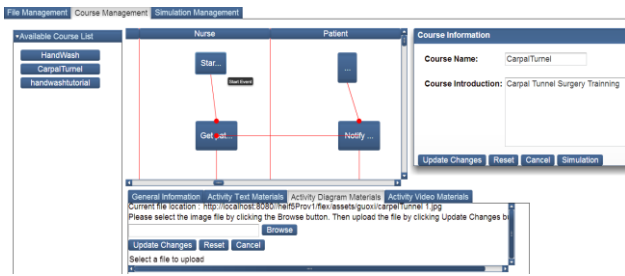 File Management Course Management Simulation Management
Available Course List
HandWash
CarpalTurnel
handwashtutorial
Nurse Patient
Star...
...
Start Event
Get pat...
Notify ...
Course Information
Course Name: CarpalTurnel
Course Introduction: Carpal Tunnel Surgery Trainning
Update Changes Reset Cancel Simulation
General Information Activity Text Materials Activity Diagram Materials Activity Video Materials
Current file location : http://localhost:8080//helf5Prov1/flex/assets/guoxi/carpelTunnel 1.jpg
Please select the image file by clicking the Browse button. Then upload the file by clicking Update Changes bu
Browse
Update Changes Reset Cancel
Select a file to upload